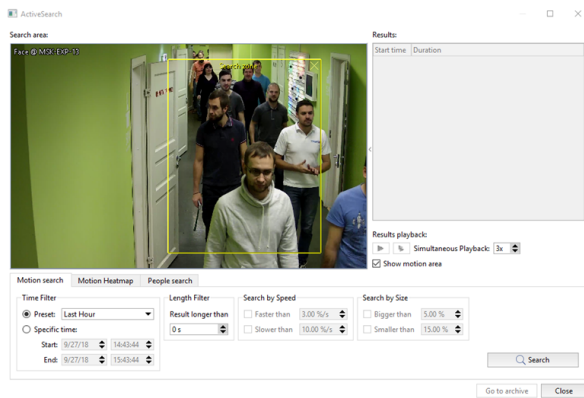 ActiveSearch
Search area:
Results:
Face @ MSK-EXP_13
Search zone
Start time Duration
Results playback:
Simultaneous Playback: 3x
Show motion area
Motion search Motion Heatmap People search
Time Filter
Preset: Last Hour
Specific time:
Start: 9/27/18 14:43:44
End: 9/27/18 15:43:44
Length Filter
Result longer than
0 s
Search by Speed
Faster than 3.00 %/s
Slower than 10.00 %/s
Search by Size
Bigger than 5.00 %
Smaller than 15.00 %
Search
Go to archive Close